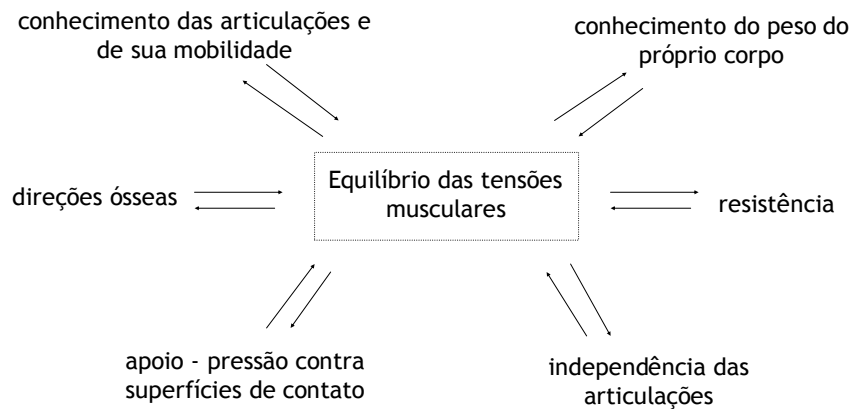 conhecimento das articulações e
de sua mobilidade
conhecimento do peso do
próprio corpo
direções ósseas
Equilíbrio das tensões
musculares
resistência
apoio - pressão contra
superfícies de contato
independência das
articulações